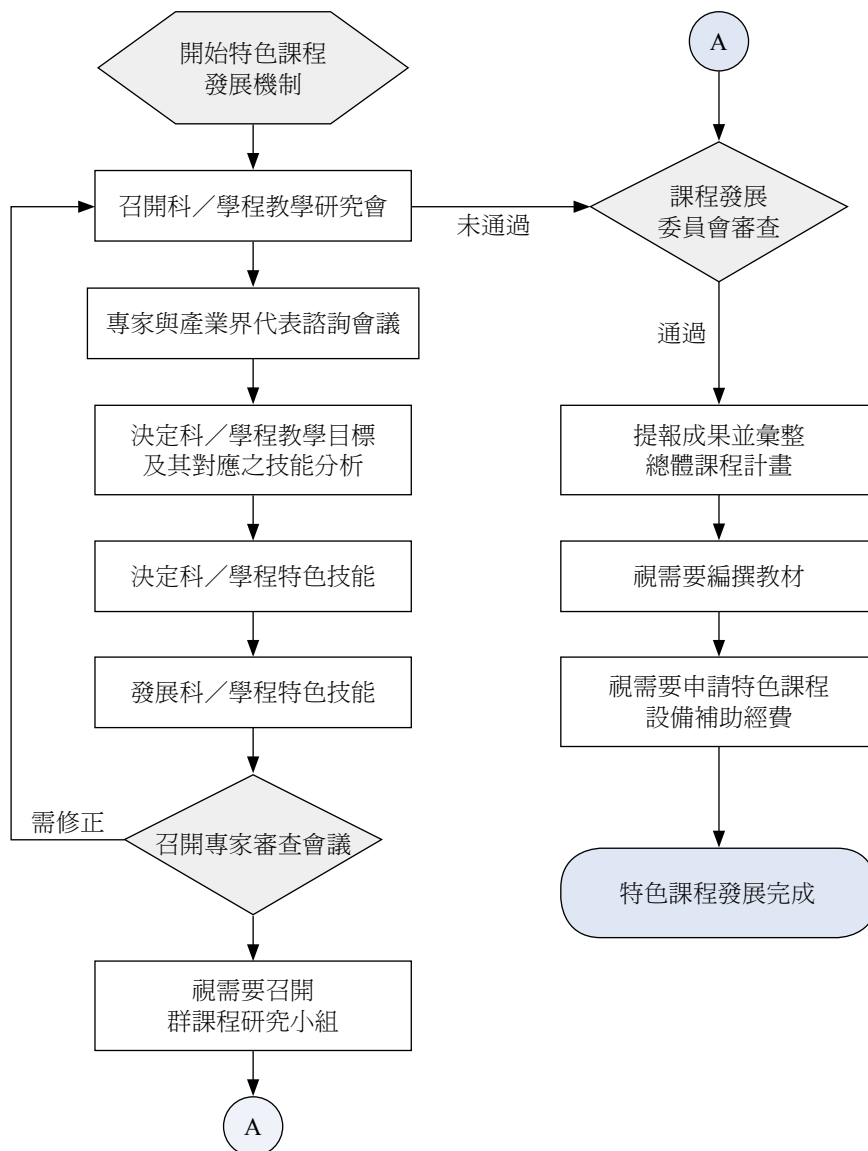 開始特色課程
發展機制
召開科／學程教學研究會
專家與產業界代表諮詢會議
決定科／學程教學目標
及其對應之技能分析
決定科／學程特色技能
發展科／學程特色技能
需修正
召開專家審查會議
視需要召開
群課程研究小組
A
A
未通過
課程發展
委員會審查
通過
提報成果並彙整
總體課程計畫
視需要編撰教材
視需要申請特色課程
設備補助經費
特色課程發展完成